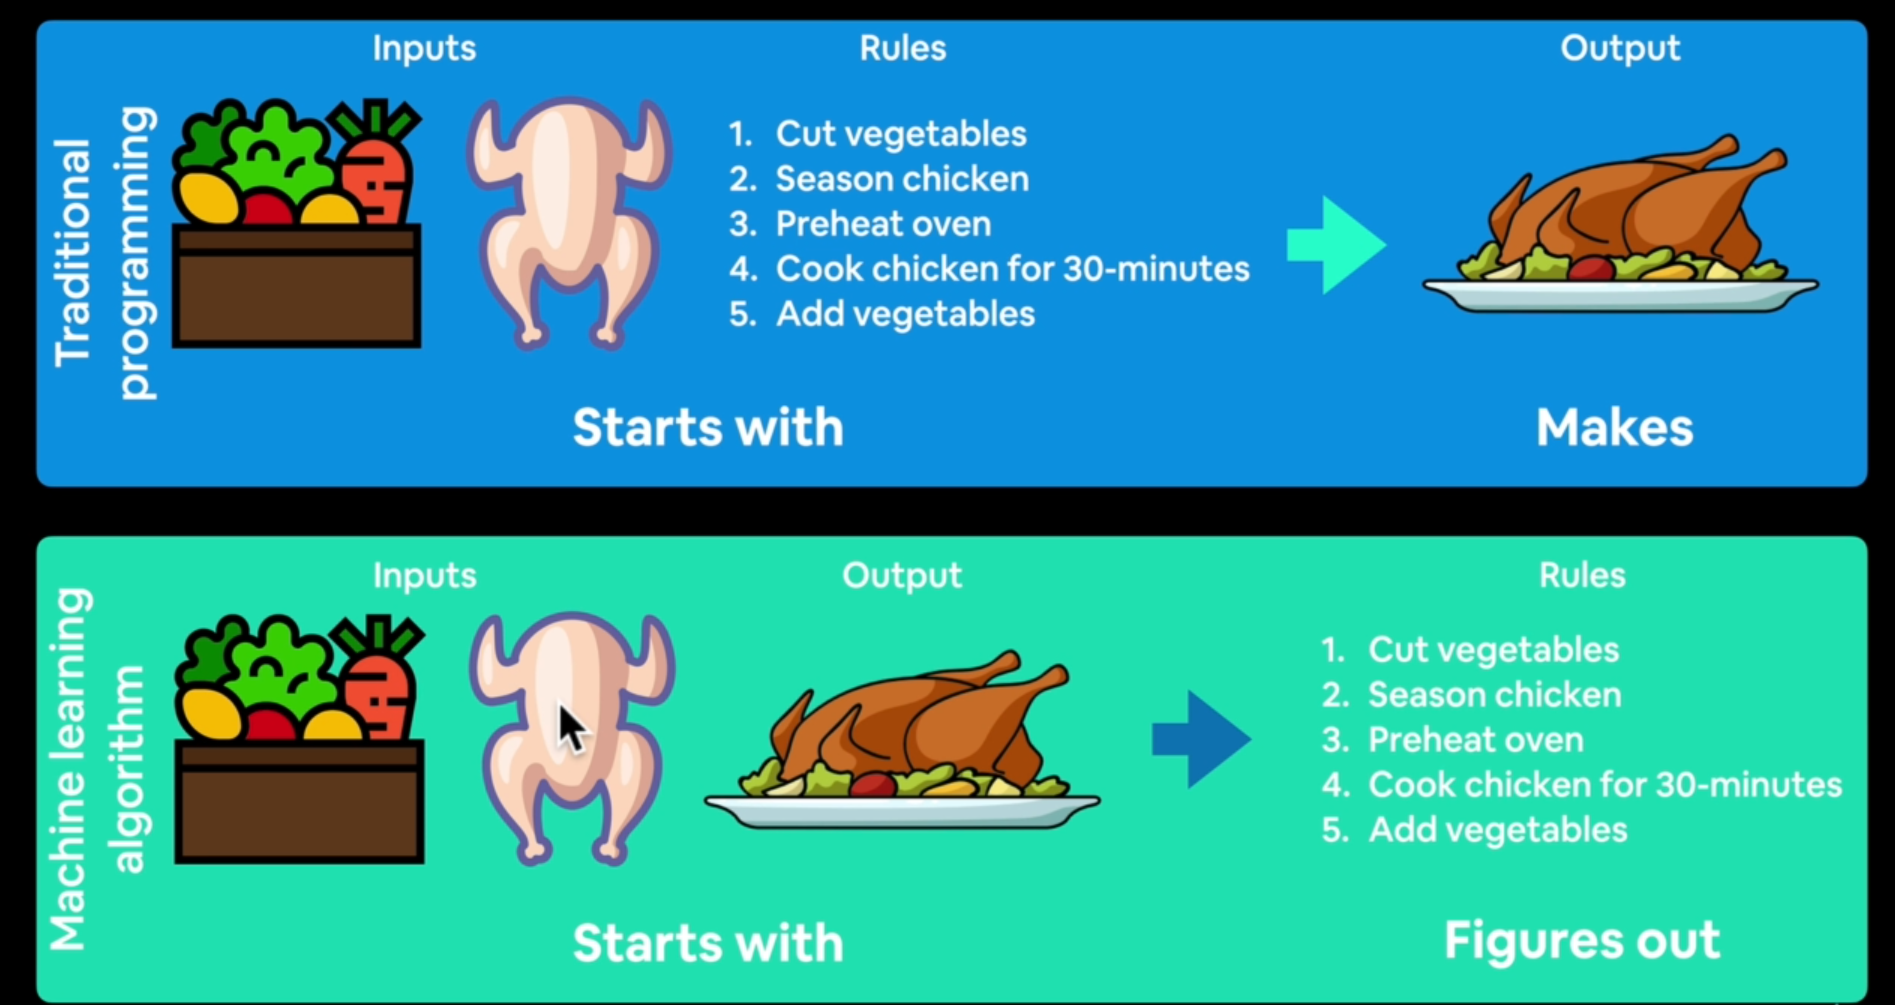 Traditional
programming
Inputs
Rules
Output
1. Cut vegetables
2. Season chicken
3. Preheat oven
4. Cook chicken for 30-minutes
5. Add vegetables
Starts with
Makes
Machine learning
algorithm
Inputs
Output
Rules
1. Cut vegetables
2. Season chicken
3. Preheat oven
4. Cook chicken for 30-minutes
5. Add vegetables
Starts with
Figures out